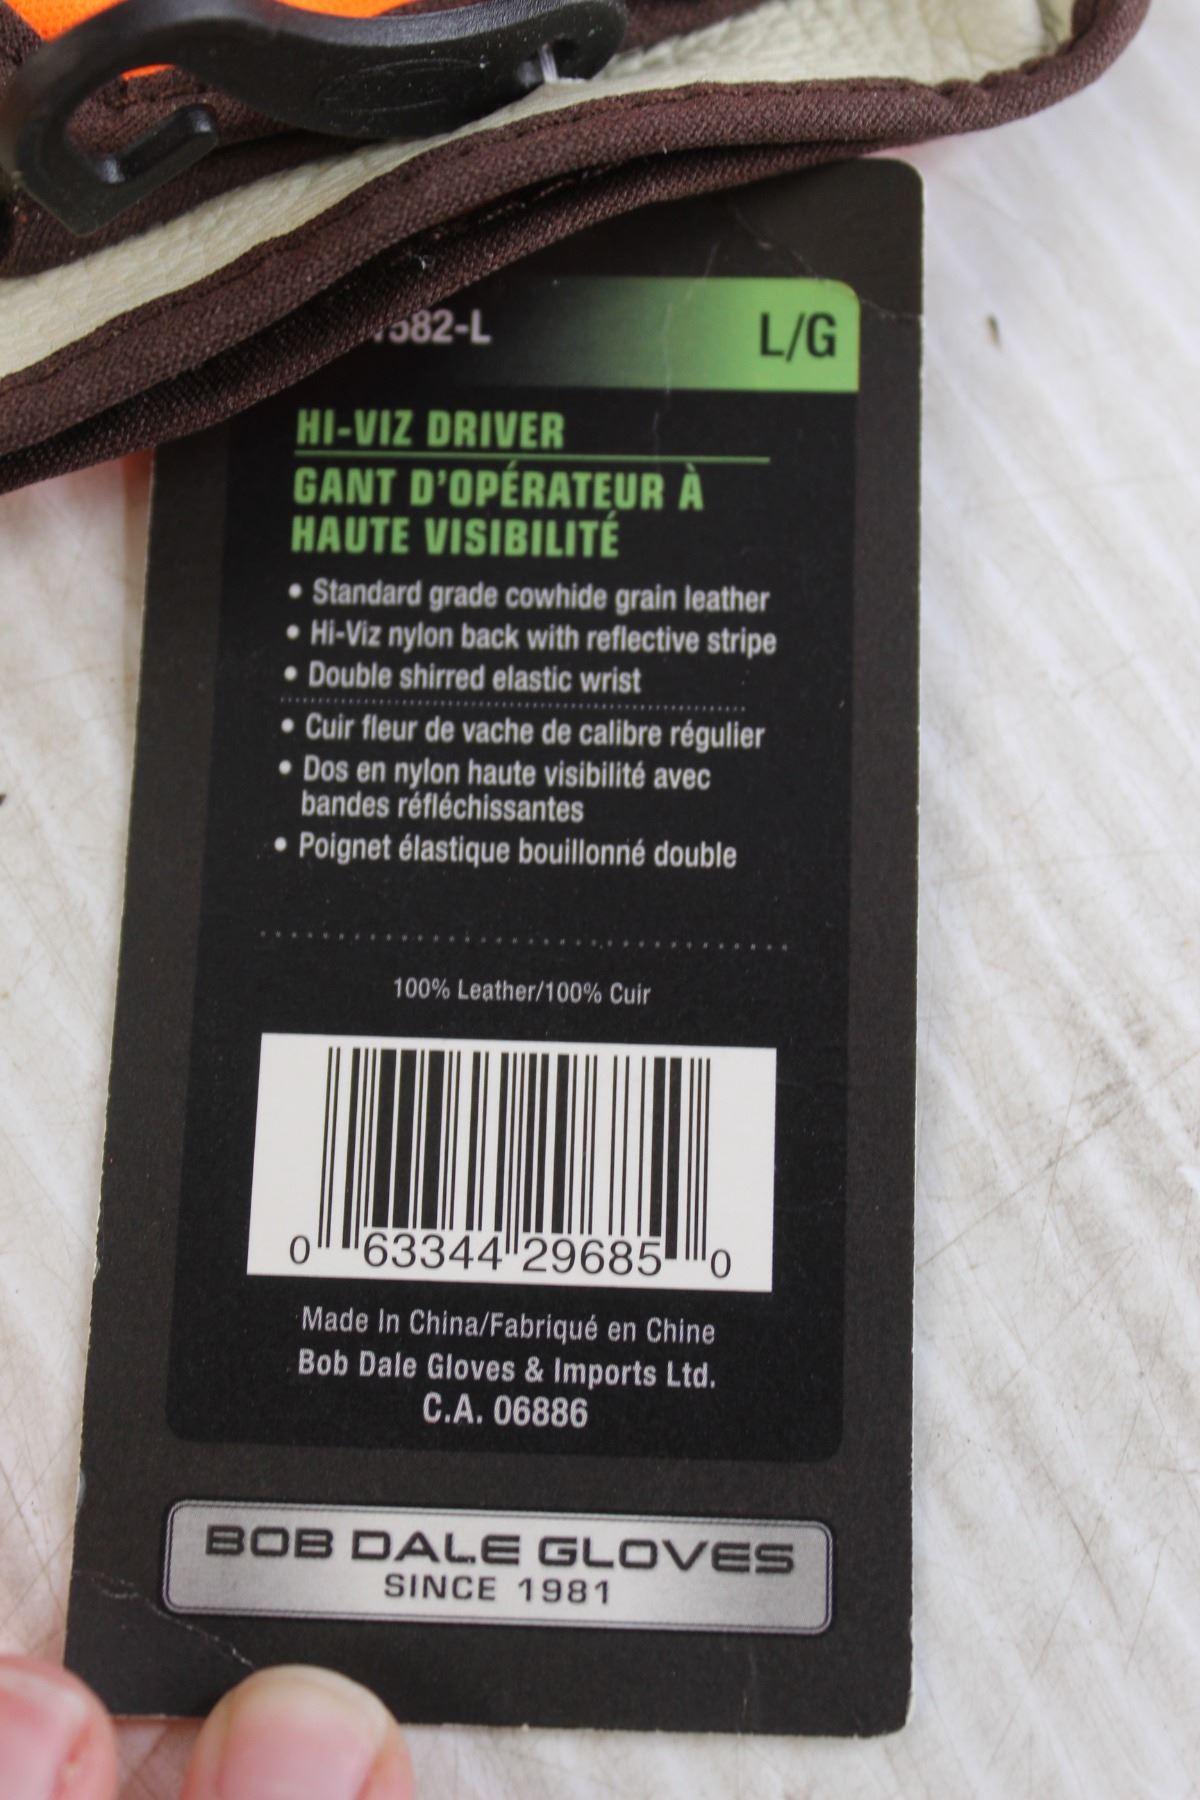 582-L
L/G
HI-VIZ DRIVER
GANT D'OPÉRATEUR À
HAUTE VISIBILITÉ
• Standard grade cowhide grain leather
• Hi-Viz nylon back with reflective stripe
• Double shirred elastic wrist
• Cuir fleur de vache de calibre régulier
• Dos en nylon haute visibilité avec
bandes réfléchissantes
• Poignet élastique bouillonné double
100% Leather/100% Cuir
0 63344 29685 0
Made In China/Fabriqué en Chine
Bob Dale Gloves & Imports Ltd.
C.A. 06886
BOB DALE GLOVES
SINCE 1981